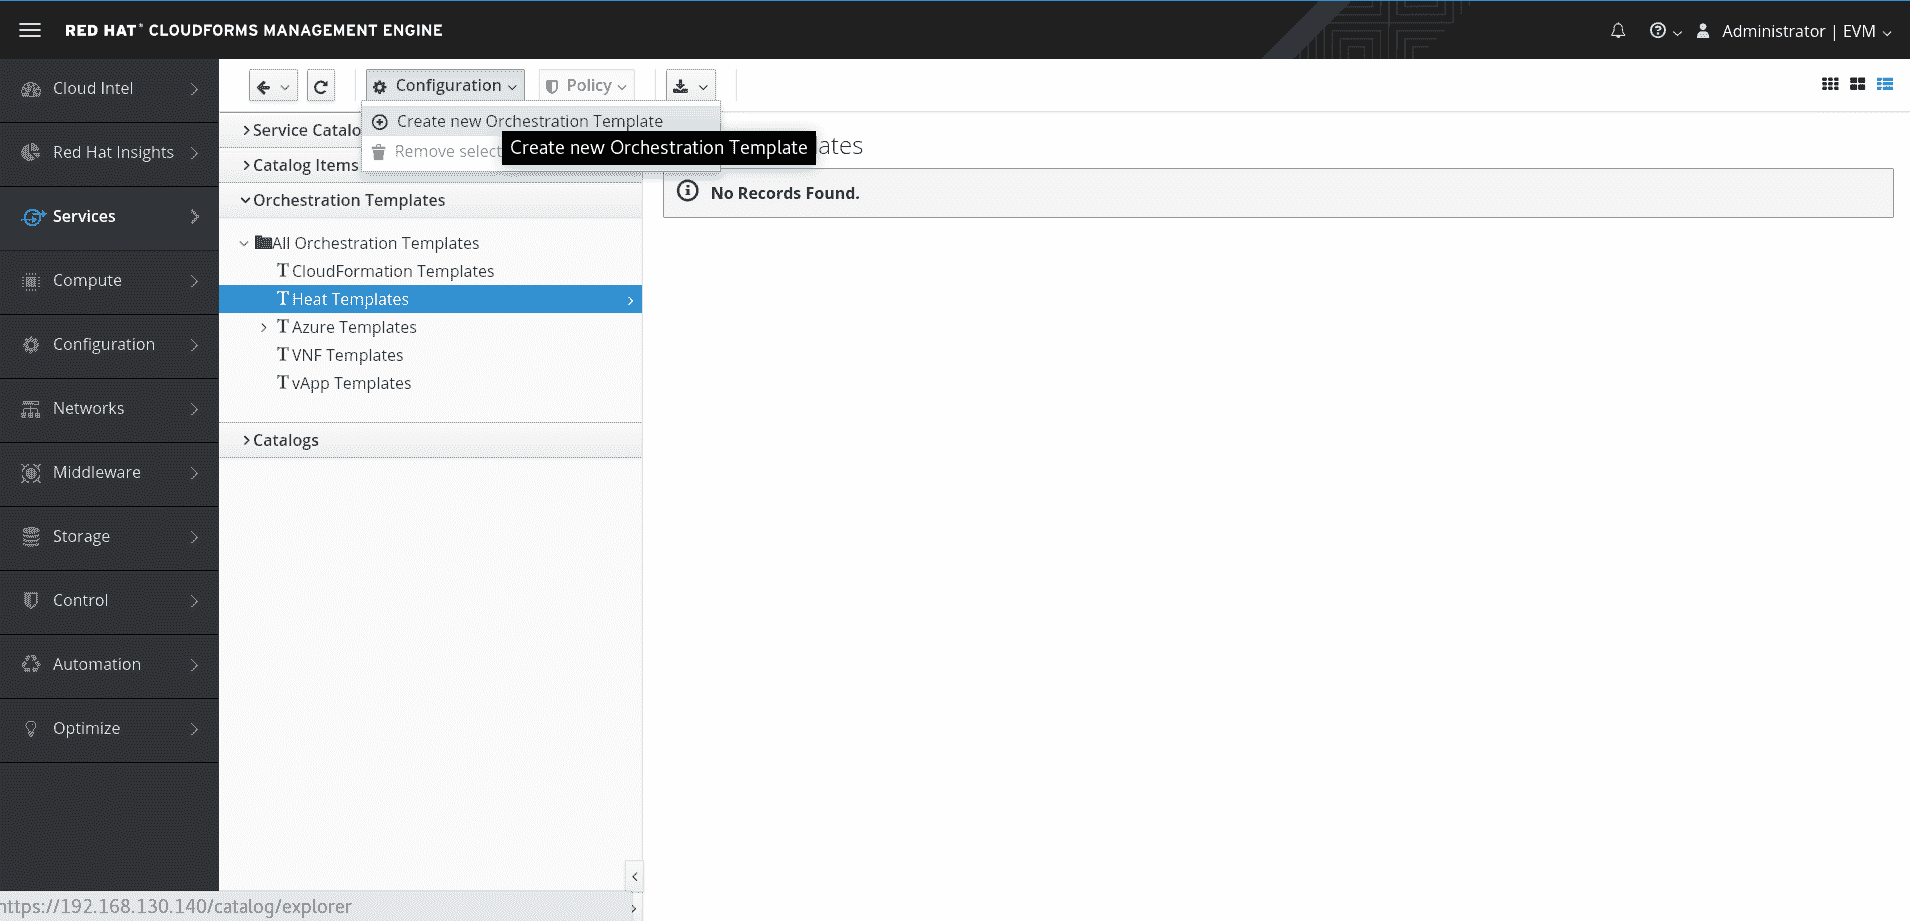 RED HAT® CLOUDFORMS MANAGEMENT ENGINE
Administrator | EVM
Cloud Intel
Red Hat Insights
Services
Compute
Configuration
Networks
Middleware
Storage
Control
Automation
Optimize
Configuration
Policy
Create new Orchestration Template
Remove select
Create new Orchestration Template
Service Catalo
Catalog Items
Orchestration Templates
All Orchestration Templates
CloudFormation Templates
Heat Templates
Azure Templates
VNF Templates
vApp Templates
Catalogs
ates
No Records Found.
https://192.168.130.140/catalog/explorer